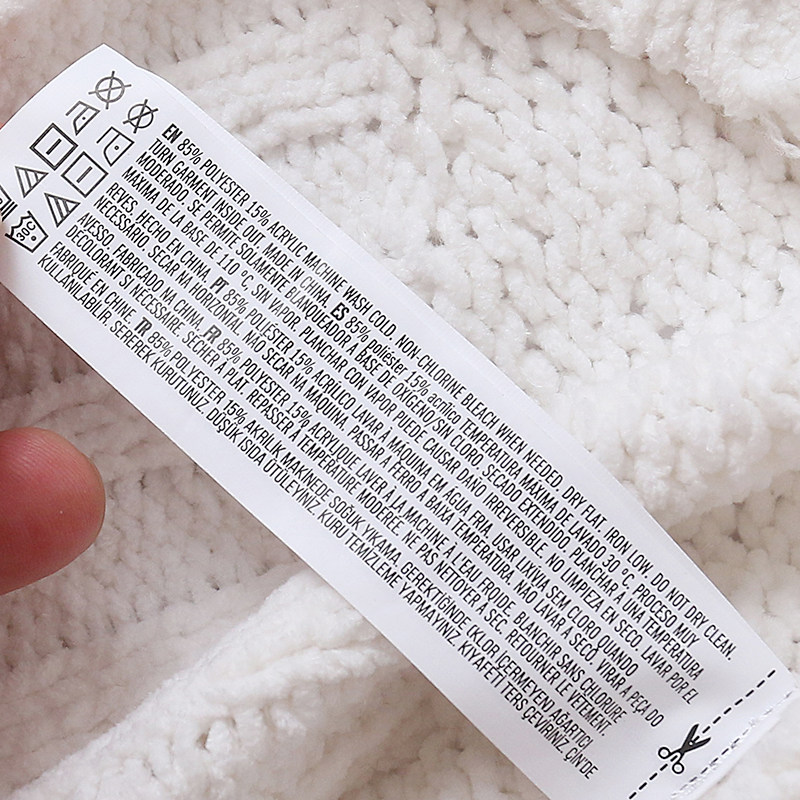 EN 85% POLYESTER 15% ACRYLIC MACHINE WASH COLD. NON-CHLORINE BLEACH WHEN NEEDED. DRY FLAT. IRON LOW. DO NOT DRY CLEAN.
TURN GARMENT INSIDE OUT. MADE IN CHINA. ES 85% poliéster 15% acrílico TEMPERATURA MÁXIMA DE LAVADO 30 ºC, PROCESO MUY
MODERADO. SE PERMITE SOLMENTE BLANQUEADOR A BASE DE OXÍGENO SIN CLORO. SECADO EXTENDIDO. PLANCHAR A UNA TEMPERATURA
MÁXIMA DE LA BASE DE 110 ºC, SIN VAPOR. PLANCHAR CON VAPOR PUEDE CAUSAR DAÑO IRREVERSIBLE. NO LIMPIEZA EN SECO. LAVAR POR EL
REVÉS. HECHO EN CHINA. PT 85% POLIESTER 15% ACRÍLICO LAVAR À MÁQUINA EM ÁGUA FRIA. USAR LIXÍVIA SEM CLORO QUANDO
NECESSÁRIO. SECAR NA HORIZONTAL. NÃO SECAR NA MÁQUINA. PASSAR A FERRO A BAIXA TEMPERATURA. NÃO LAVAR A SECO. VIRAR A PEÇA DO
AVESSO. FABRICADO NA CHINA. FR 85% POLYESTER 15% ACRYLIQUE LAVER À LA MACHINE À L'EAU FROIDE. BLANCHIR SANS CHLORURE
DÉCOLORANT SI NÉCESSAIRE. SÉCHER À PLAT. REPASSER À TEMPÉRATURE MODÉRÉE. NE PAS NETTOYER À SEC. RETOURNER LE VÊTEMENT.
FABRIQUÉ EN CHINE. TR 85% POLYESTER 15% AKRİLİK MAKİNEDE SOĞUK YIKAMA. GEREKTİĞİNDE (KLOR İÇERMEYEN) AĞARTICI
KULLANILABİLİR. SEREREK KURUTUNUZ. DÜŞÜK ISIDA ÜTÜLEYİNİZ. KURU TEMİZLEME YAPMAYINIZ. KIYAFETİ TERS ÇEVİRİNİZ ÇİN'DE